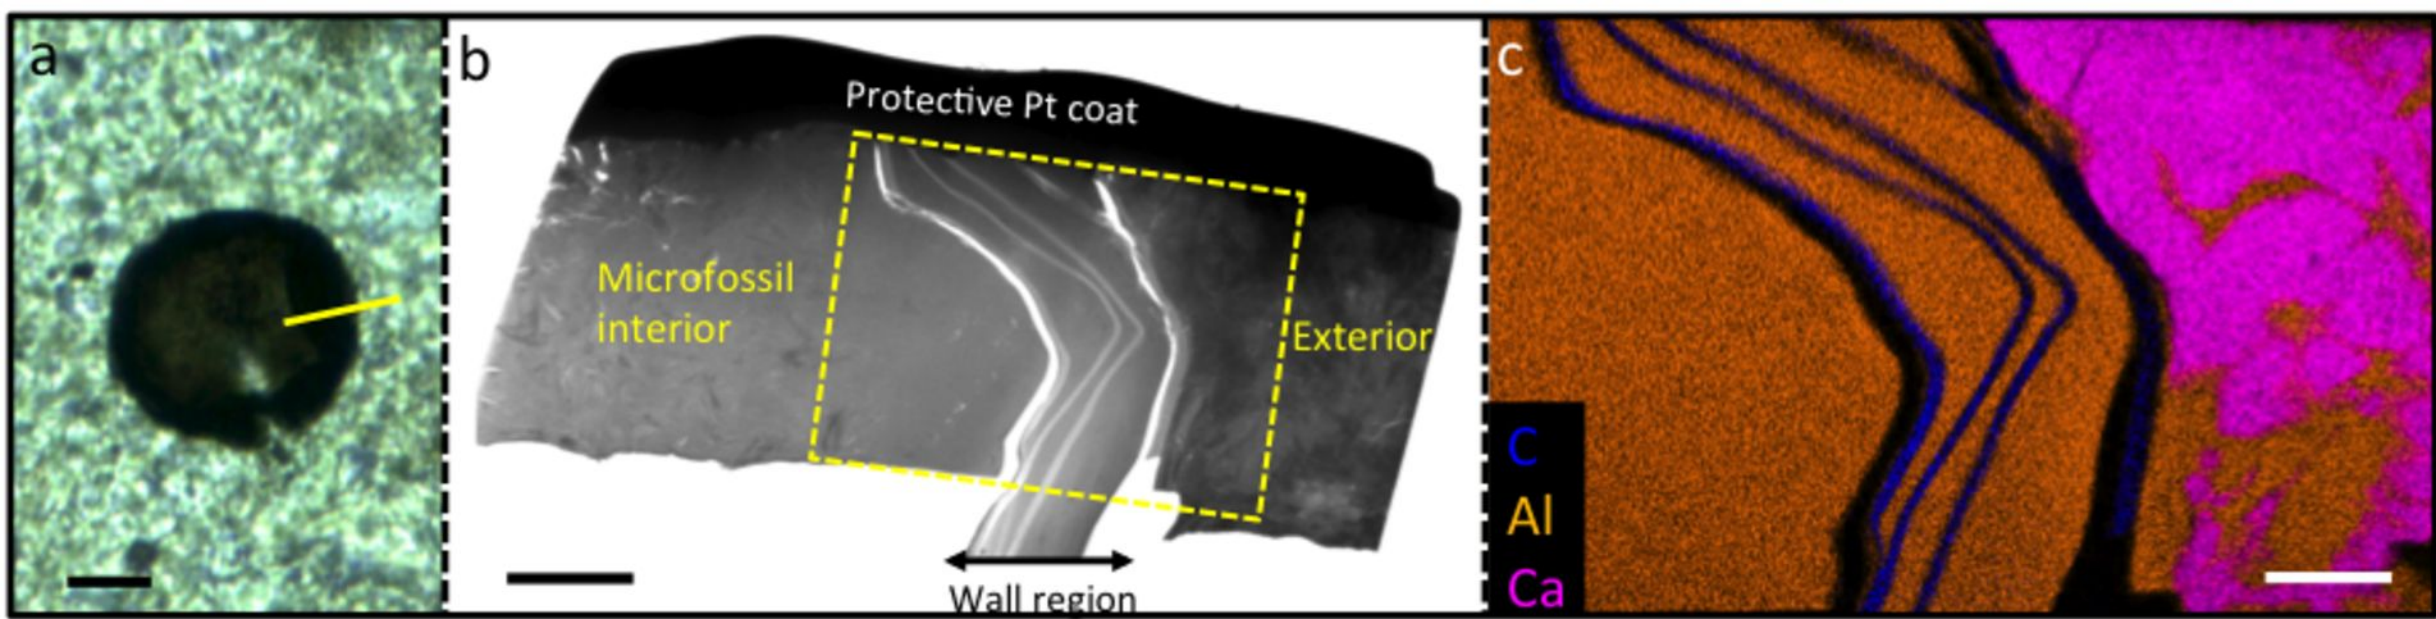 a
b
Protective Pt coat
Microfossil
interior
Exterior
Wall region
c
C
Al
Ca